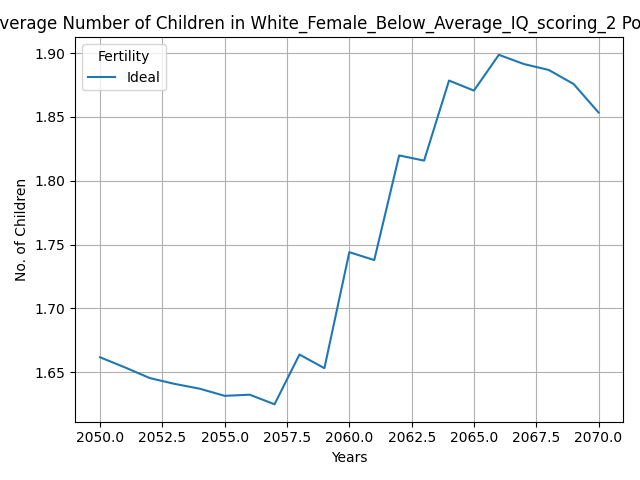 verage Number of Children in White_Female_Below_Average_IQ_scoring_2 Po
1.90
1.85
1.80
1.75
1.70
1.65
No. of Children
Fertility
Ideal
2050.0 2052.5 2055.0 2057.5 2060.0 2062.5 2065.0 2067.5 2070.0
Years